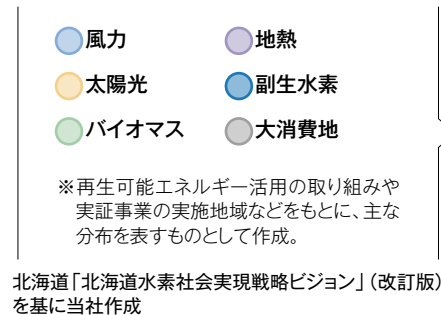 風力 地熱
太陽光 副生水素
バイオマス 大消費地
※再生可能エネルギー活用の取り組みや
実証事業の実施地域などをもとに、主な
分布を表すものとして作成。
北海道「北海道水素社会実現戦略ビジョン」（改訂版）
を基に当社作成